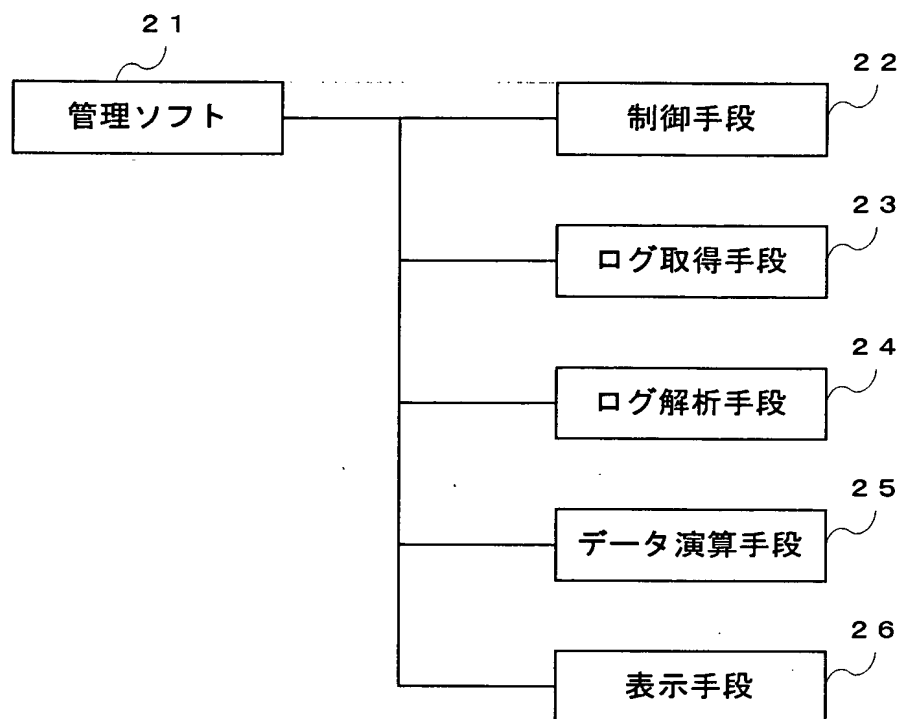 21
管理ソフト
22
制御手段
23
ログ取得手段
24
ログ解析手段
25
データ演算手段
26
表示手段